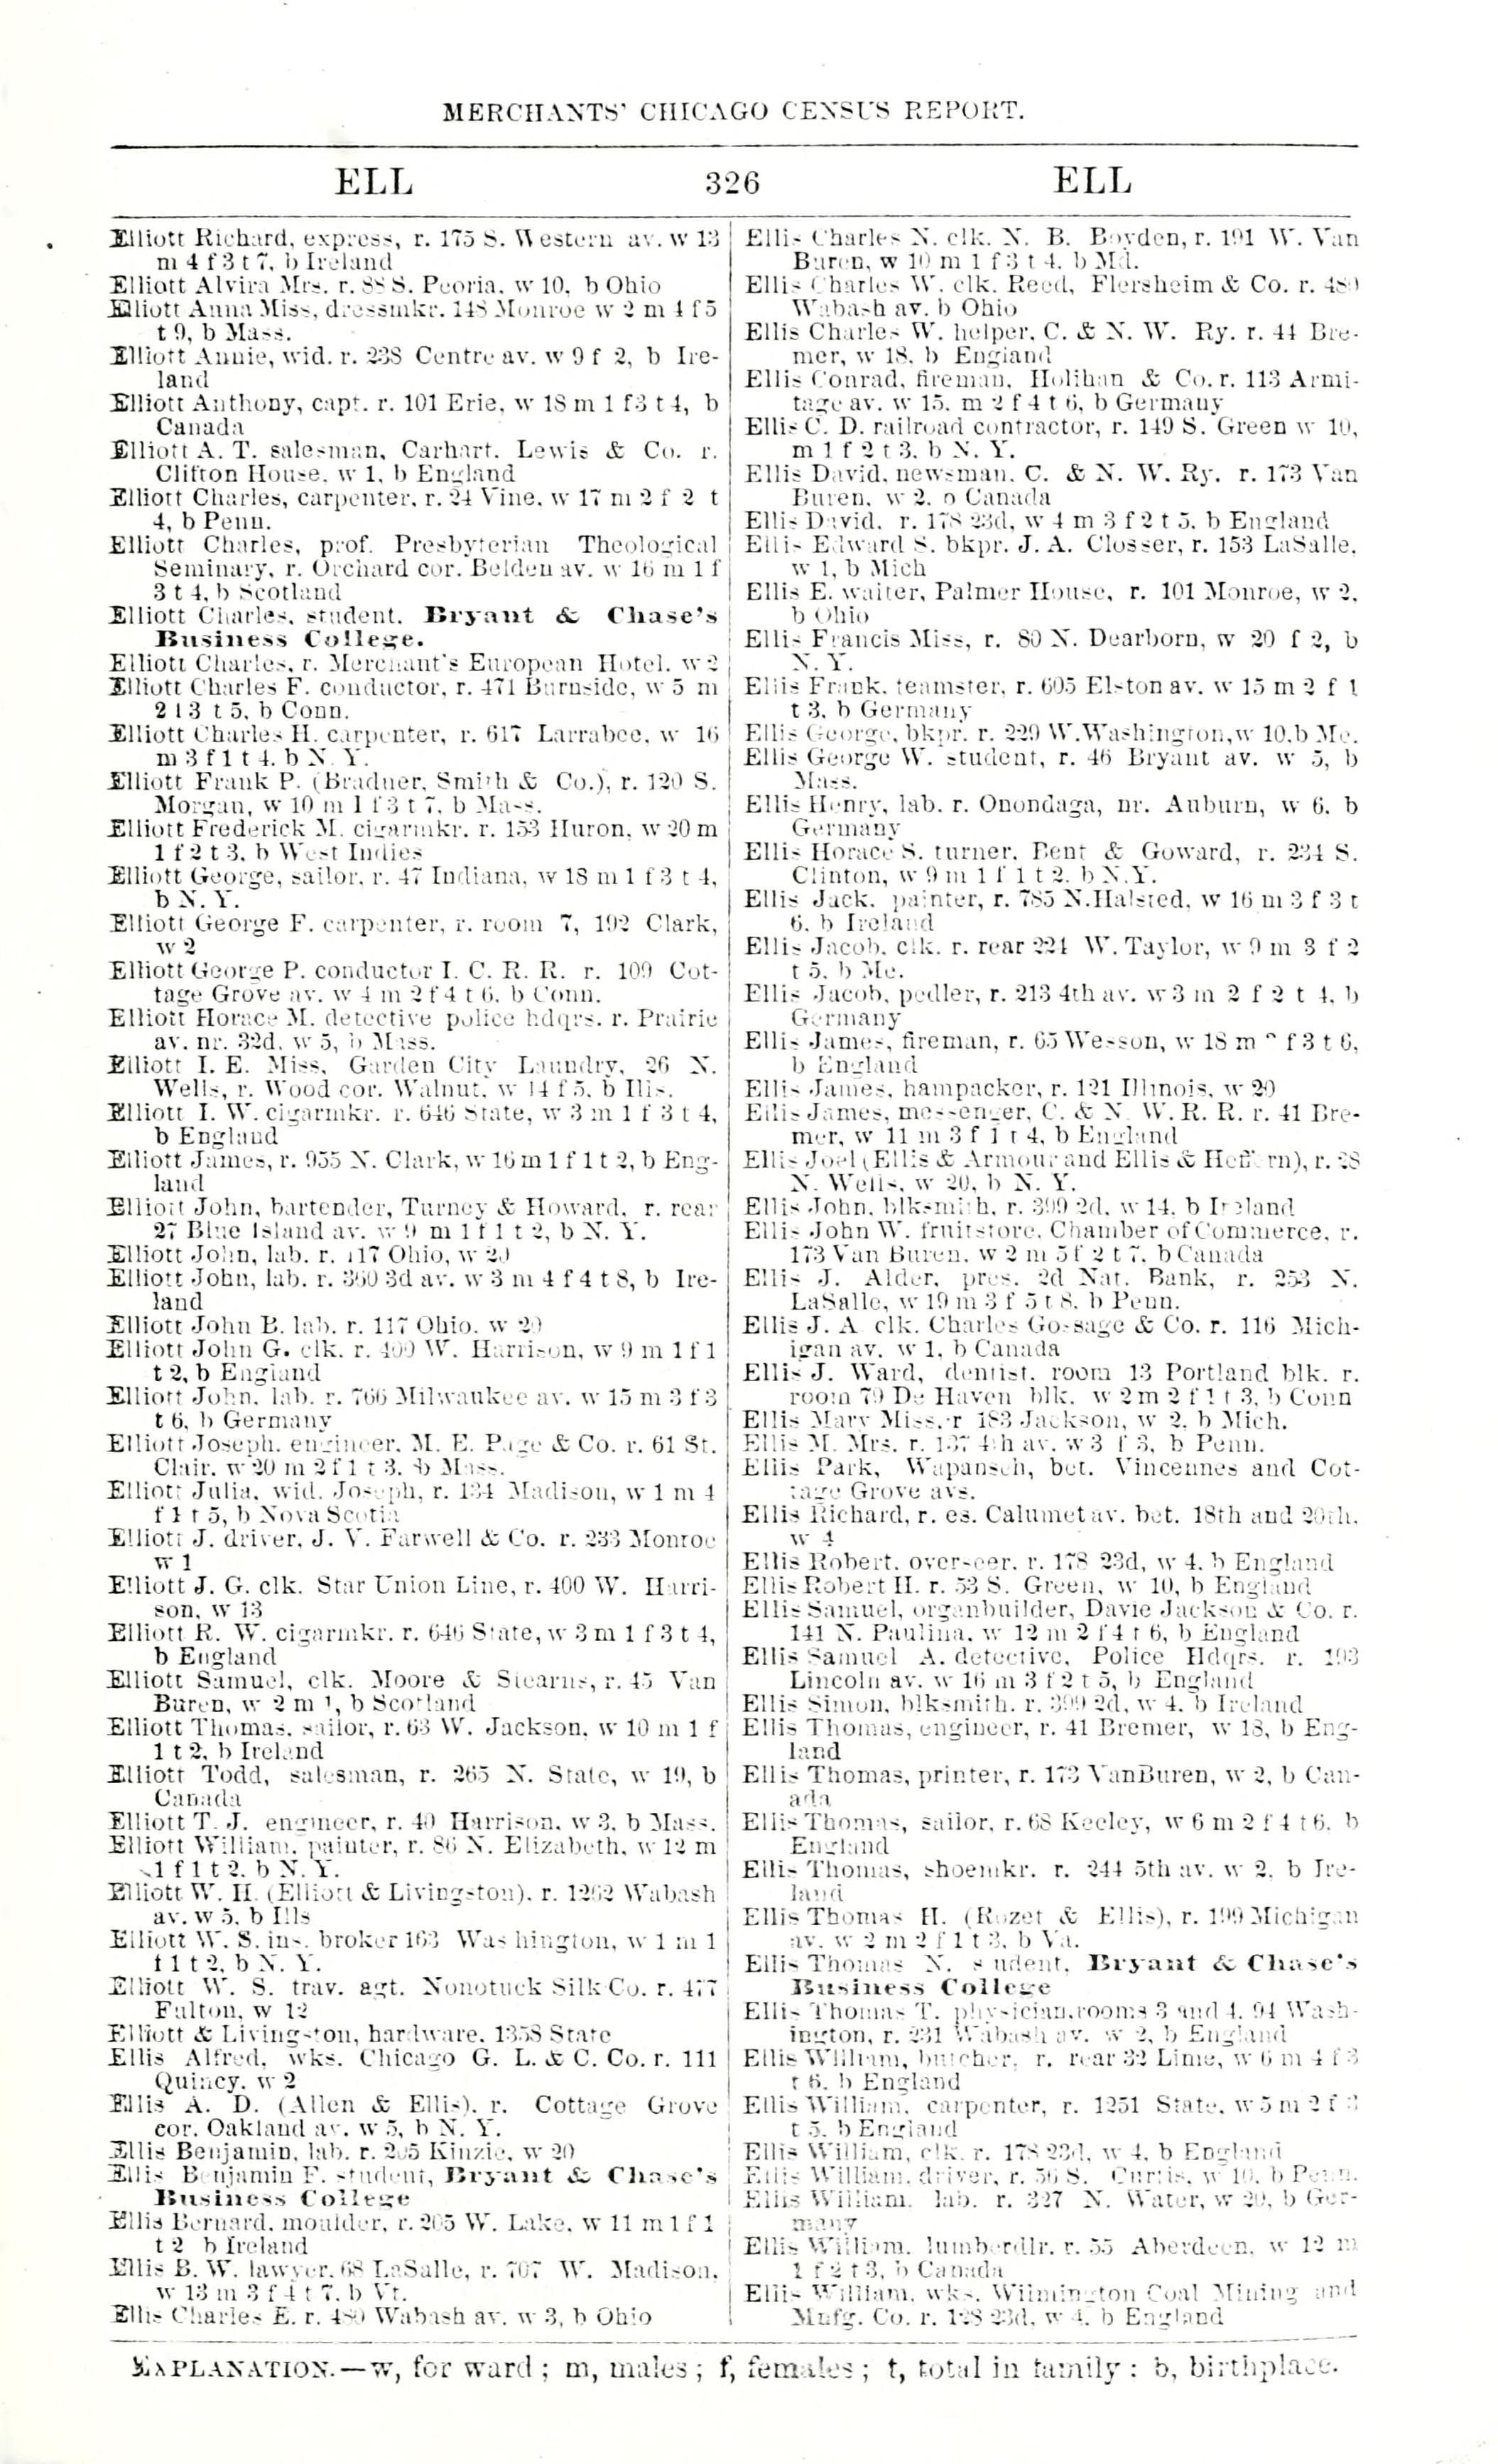 MERCHANTS' CHICAGO CENSUS REPORT.
ELL 326 ELL
Elliott Richard, express, r. 175 S. Western av. w 13
m 4 f 3 t 7, b Ireland
Elliott Alvira Mrs. r. 88 S. Peoria, w 10, b Ohio
Elliott Anna Miss, dressmkr. 148 Monroe w 2 m 4 f 5
t 9, b Mass.
Elliott Annie, wid. r. 238 Centre av. w 9 f 2, b Ire-
land
Elliott Anthony, capt. r. 101 Erie, w 18 m 1 f 3 t 4, b
Canada
Elliott A. T. salesman, Carhart, Lewis & Co. r.
Clifton House, w 1, b England
Elliott Charles, carpenter, r. 24 Vine, w 17 m 2 f 2 t
4, b Penn.
Elliott Charles, prof. Presbyterian Theological
Seminary, r. Orchard cor. Belden av. w 16 m 1 f
3 t 4, b Scotland
Elliott Charles, student, Bryant & Chase's
Business College.
Elliott Charles, r. Merchant's European Hotel, w 2
Elliott Charles F. conductor, r. 471 Burnside, w 5 m
2 f 3 t 5, b Conn.
Elliott Charles H. carpenter, r. 617 Larrabee, w 16
m 3 f 1 t 4, b N. Y.
Elliott Frank P. (Bradner, Smith & Co.), r. 120 S.
Morgan, w 10 m 1 f 3 t 7, b Mass.
Elliott Frederick M. cigarmkr. r. 153 Huron, w 20 m
1 f 2 t 3, b West Indies
Elliott George, sailor, r. 47 Indiana, w 18 m 1 f 3 t 4,
b N. Y.
Elliott George F. carpenter, r. room 7, 192 Clark,
w 2
Elliott George P. conductor I. C. R. R. r. 109 Cot-
tage Grove av. w 4 m 2 f 4 t 6, b Conn.
Elliott Horace M. detective police hdqrs. r. Prairie
av. nr. 32d, w 5, b Mass.
Elliott I. E. Miss, Garden City Laundry, 26 N.
Wells, r. Wood cor. Walnut, w 14 f 5, b Ills.
Elliott I. W. cigarmkr. r. 646 State, w 3 m 1 f 3 t 4,
b England
Elliott James, r. 955 N. Clark, w 16 m 1 f 1 t 2, b Eng-
land
Elliott John, bartender, Turney & Howard, r. rear
27 Blue Island av. w 9 m 1 f 1 t 2, b N. Y.
Elliott John, lab. r. 117 Ohio, w 20
Elliott John, lab. r. 360 3d av. w 3 m 4 f 4 t 8, b Ire-
land
Elliott John B. lab. r. 117 Ohio, w 20
Elliott John G. clk. r. 400 W. Harrison, w 9 m 1 f 1
t 2, b England
Elliott John, lab. r. 766 Milwaukee av. w 15 m 3 f 3
t 6, b Germany
Elliott Joseph, engineer, M. E. Page & Co. r. 61 St.
Clair, w 20 m 2 f 1 t 3, b Mass.
Elliott Julia, wid. Joseph, r. 134 Madison, w 1 m 4
f 1 t 5, b Nova Scotia
Elliott J. driver, J. V. Farwell & Co. r. 233 Monroe
w 1
Elliott J. G. clk. Star Union Line, r. 400 W. Harri-
son, w 13
Elliott R. W. cigarmkr. r. 646 State, w 3 m 1 f 3 t 4,
b England
Elliott Samuel, clk. Moore & Stearns, r. 45 Van
Buren, w 2 m 1, b Scotland
Elliott Thomas, sailor, r. 63 W. Jackson, w 10 m 1 f
1 t 2, b Ireland
Elliott Todd, salesman, r. 265 N. State, w 19, b
Canada
Elliott T. J. engineer, r. 40 Harrison, w 3, b Mass.
Elliott William, painter, r. 86 N. Elizabeth, w 12 m
1 f 1 t 2, b N. Y.
Elliott W. H. (Elliott & Livingston), r. 1262 Wabash
av. w 5, b Ills
Elliott W. S. ins. broker 163 Washington, w 1 m 1
f 1 t 2, b N. Y.
Elliott W. S. trav. agt. Nonotuck Silk Co. r. 477
Fulton, w 12
Elliott & Livingston, hardware, 1358 State
Ellis Alfred, wks. Chicago G. L. & C. Co. r. 111
Quincy, w 2
Ellis A. D. (Allen & Ellis), r. Cottage Grove
cor. Oakland av. w 5, b N. Y.
Ellis Benjamin, lab. r. 205 Kinzie, w 20
Ellis Benjamin F. student, Bryant & Chase's
Business College
Ellis Bernard, moulder, r. 205 W. Lake, w 11 m 1 f 1
t 2 b Ireland
Ellis B. W. lawyer, 68 LaSalle, r. 707 W. Madison,
w 13 m 3 f 4 t 7, b Vt.
Ellis Charles E. r. 480 Wabash av. w 3, b Ohio
Ellis Charles N. clk. N. B. Boyden, r. 191 W. Van
Buren, w 10 m 1 f 3 t 4, b Md.
Ellis Charles W. clk. Reed, Flersheim & Co. r. 480
Wabash av. b Ohio
Ellis Charles W. helper, C. & N. W. Ry. r. 44 Bre-
mer, w 18, b England
Ellis Conrad, fireman, Holihan & Co. r. 113 Armi-
tage av. w 15, m 2 f 4 t 6, b Germany
Ellis C. D. railroad contractor, r. 149 S. Green w 10,
m 1 f 2 t 3, b N. Y.
Ellis David, newsman, C. & N. W. Ry. r. 173 Van
Buren, w 2, b Canada
Ellis David, r. 178 23d, w 4 m 3 f 2 t 5, b England
Ellis Edward S. bkpr. J. A. Closser, r. 153 LaSalle,
w 1, b Mich
Ellis E. waiter, Palmer House, r. 101 Monroe, w 2,
b Ohio
Ellis Francis Miss, r. 80 N. Dearborn, w 20 f 2, b
N. Y.
Ellis Frank, teamster, r. 605 Elston av. w 15 m 2 f 1
t 3, b Germany
Ellis George, bkpr. r. 229 W. Washington, w 10, b Me.
Ellis George W. student, r. 46 Bryant av. w 5, b
Mass.
Ellis Henry, lab. r. Onondaga, nr. Auburn, w 6, b
Germany
Ellis Horace S. turner, Bent & Goward, r. 234 S.
Clinton, w 9 m 1 f 1 t 2, b N.Y.
Ellis Jack, painter, r. 785 N. Halsted, w 16 m 3 f 3 t
6, b Ireland
Ellis Jacob, clk. r. rear 221 W. Taylor, w 9 m 3 f 2
t 5, b Me.
Ellis Jacob, pedler, r. 213 4th av. w 3 m 2 f 2 t 4, b
Germany
Ellis James, fireman, r. 65 Wesson, w 18 m f 3 t 6,
b England
Ellis James, hampacker, r. 121 Illinois, w 20
Ellis James, messenger, C. & N. W. R. R. r. 41 Bre-
mer, w 11 m 3 f 1 t 4, b England
Ellis Joel (Ellis & Armour and Ellis & Heffern), r. 28
N. Wells, w 20, b N. Y.
Ellis John, blksmith, r. 399 2d, w 14, b Ireland
Ellis John W. fruitstore, Chamber of Commerce, r.
173 Van Buren, w 2 m 5 f 2 t 7, b Canada
Ellis J. Alder, pres. 2d Nat. Bank, r. 253 N.
LaSalle, w 19 m 3 f 5 t 8, b Penn.
Ellis J. A clk. Charles Gossage & Co. r. 116 Mich-
igan av. w 1, b Canada
Ellis J. Ward, dentist, room 13 Portland blk. r.
room 79 De Haven blk. w 2 m 2 f 1 t 3, b Conn
Ellis Mary Miss, r 183 Jackson, w 2, b Mich.
Ellis M. Mrs. r. 137 4th av. w 3 f 3, b Penn.
Ellis Park, Wapanseh, bet. Vincennes and Cot-
tage Grove avs.
Ellis Richard, r. es. Calumet av. bet. 18th and 20th,
w 4
Ellis Robert, overseer, r. 178 23d, w 4, b England
Ellis Robert H. r. 53 S. Green, w 10, b England
Ellis Samuel, organbuilder, Davie Jackson & Co. r.
141 N. Paulina, w 12 m 2 f 4 t 6, b England
Ellis Samuel A. detective, Police Hdqrs. r. 193
Lincoln av. w 16 m 3 f 2 t 5, b England
Ellis Simon, blksmith, r. 399 2d, w 4, b Ireland
Ellis Thomas, engineer, r. 41 Bremer, w 18, b Eng-
land
Ellis Thomas, printer, r. 173 VanBuren, w 2, b Can-
ada
Ellis Thomas, sailor, r. 68 Keeley, w 6 m 2 f 4 t 6, b
England
Ellis Thomas, shoemkr. r. 244 5th av. w 2, b Ire-
land
Ellis Thomas H. (Rozet & Ellis), r. 199 Michigan
av. w 2 m 2 f 1 t 3, b Va.
Ellis Thomas N. student, Bryant & Chase's
Business College
Ellis Thomas T. physician, rooms 3 and 4, 94 Wash-
ington, r. 231 Wabash av. w 2, b England
Ellis William, butcher, r. rear 32 Lime, w 6 m 4 f 3
t 6, b England
Ellis William, carpenter, r. 1251 State, w 5 m 2 f 3
t 5, b England
Ellis William, clk. r. 178 23d, w 4, b England
Ellis William, driver, r. 56 S. Curtis, w 10, b Penn.
Ellis William, lab. r. 327 N. Water, w 20, b Ger-
many
Ellis William, lumberdlr. r. 55 Aberdeen, w 12 m
1 f 2 t 3, b Canada
Ellis William, wks. Wilmington Coal Mining and
Mnfg. Co. r. 128 23d, w 4, b England
EXPLANATION.—w, for ward; m, males; f, females; t, total in family: b, birthplace.